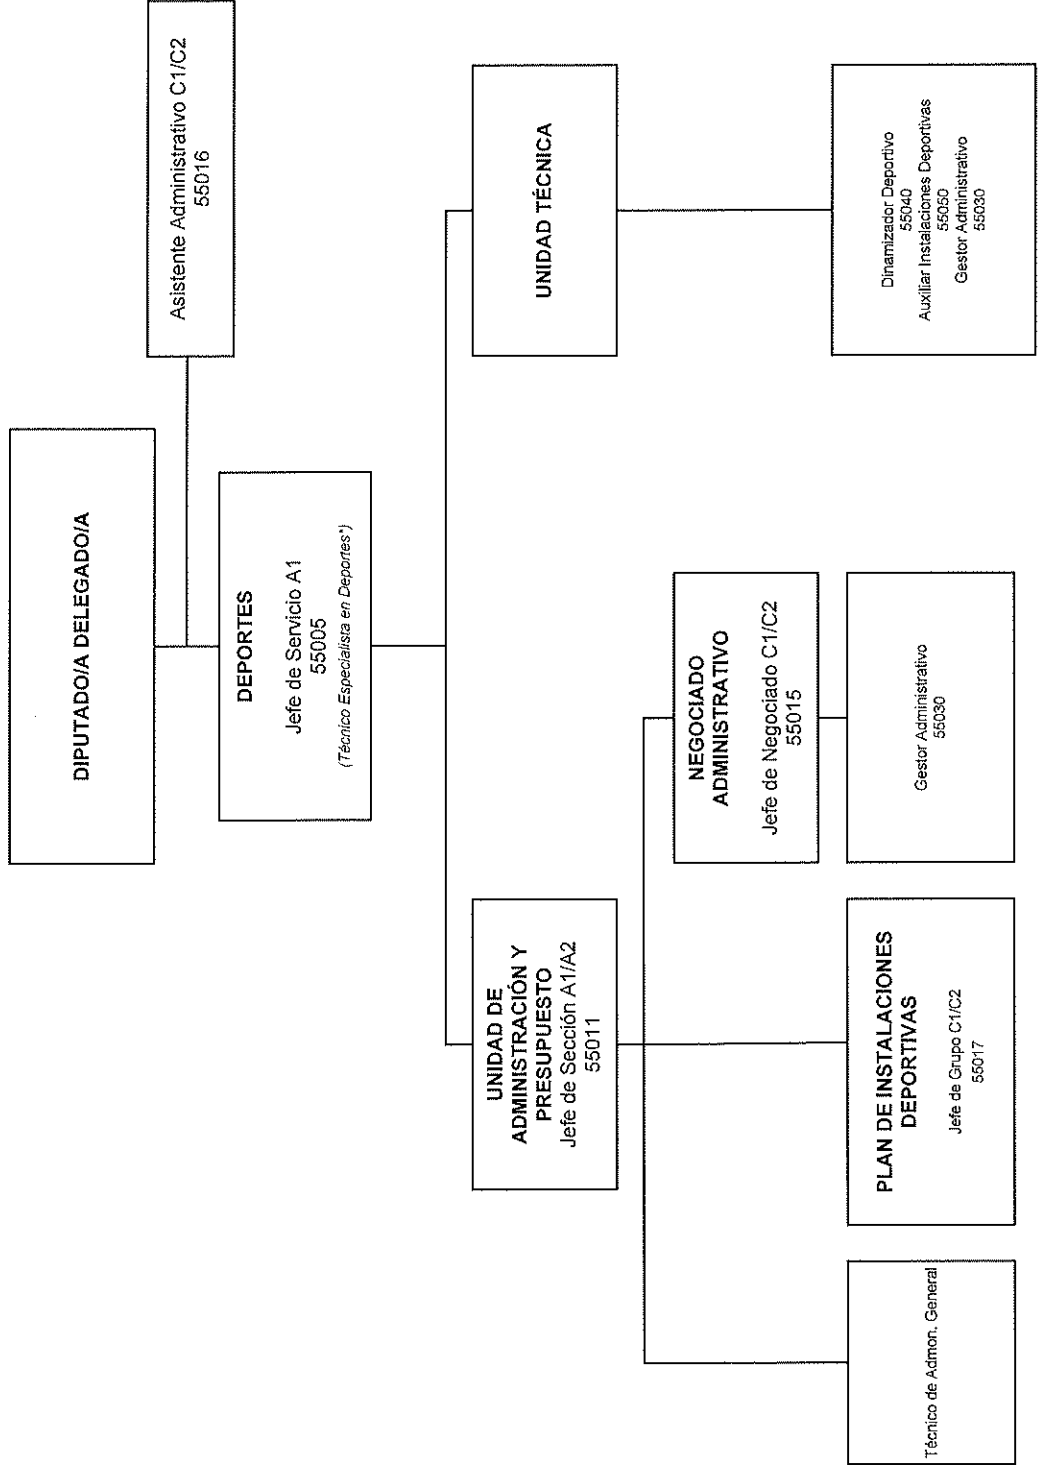 DIPUTADO/A DELEGADO/A
Asistente Administrativo C1/C2
55016
DEPORTES
Jefe de Servicio A1
55005
(Técnico Especialista en Deportes*)
UNIDAD DE
ADMINISTRACIÓN Y
PRESUPUESTO
Jefe de Sección A1/A2
55011
UNIDAD TÉCNICA
NEGOCIADO
ADMINISTRATIVO
Jefe de Negociado C1/C2
55015
Técnico de Admon. General
PLAN DE INSTALACIONES
DEPORTIVAS
Jefe de Grupo C1/C2
55017
Gestor Administrativo
55030
Dinamizador Deportivo
55040
Auxiliar Instalaciones Deportivas
55050
Gestor Administrativo
55030